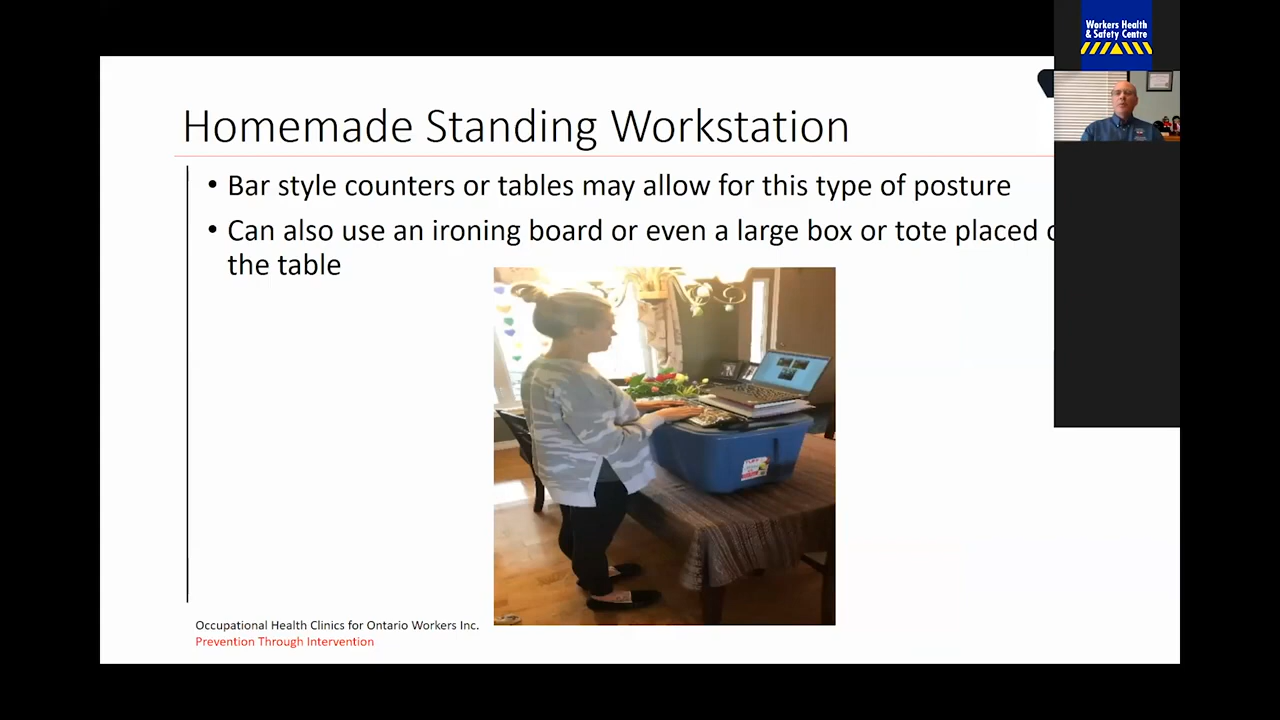 Workers Health
& Safety Centre
Homemade Standing Workstation
• Bar style counters or tables may allow for this type of posture
• Can also use an ironing board or even a large box or tote placed
the table
Occupational Health Clinics for Ontario Workers Inc.
Prevention Through Intervention